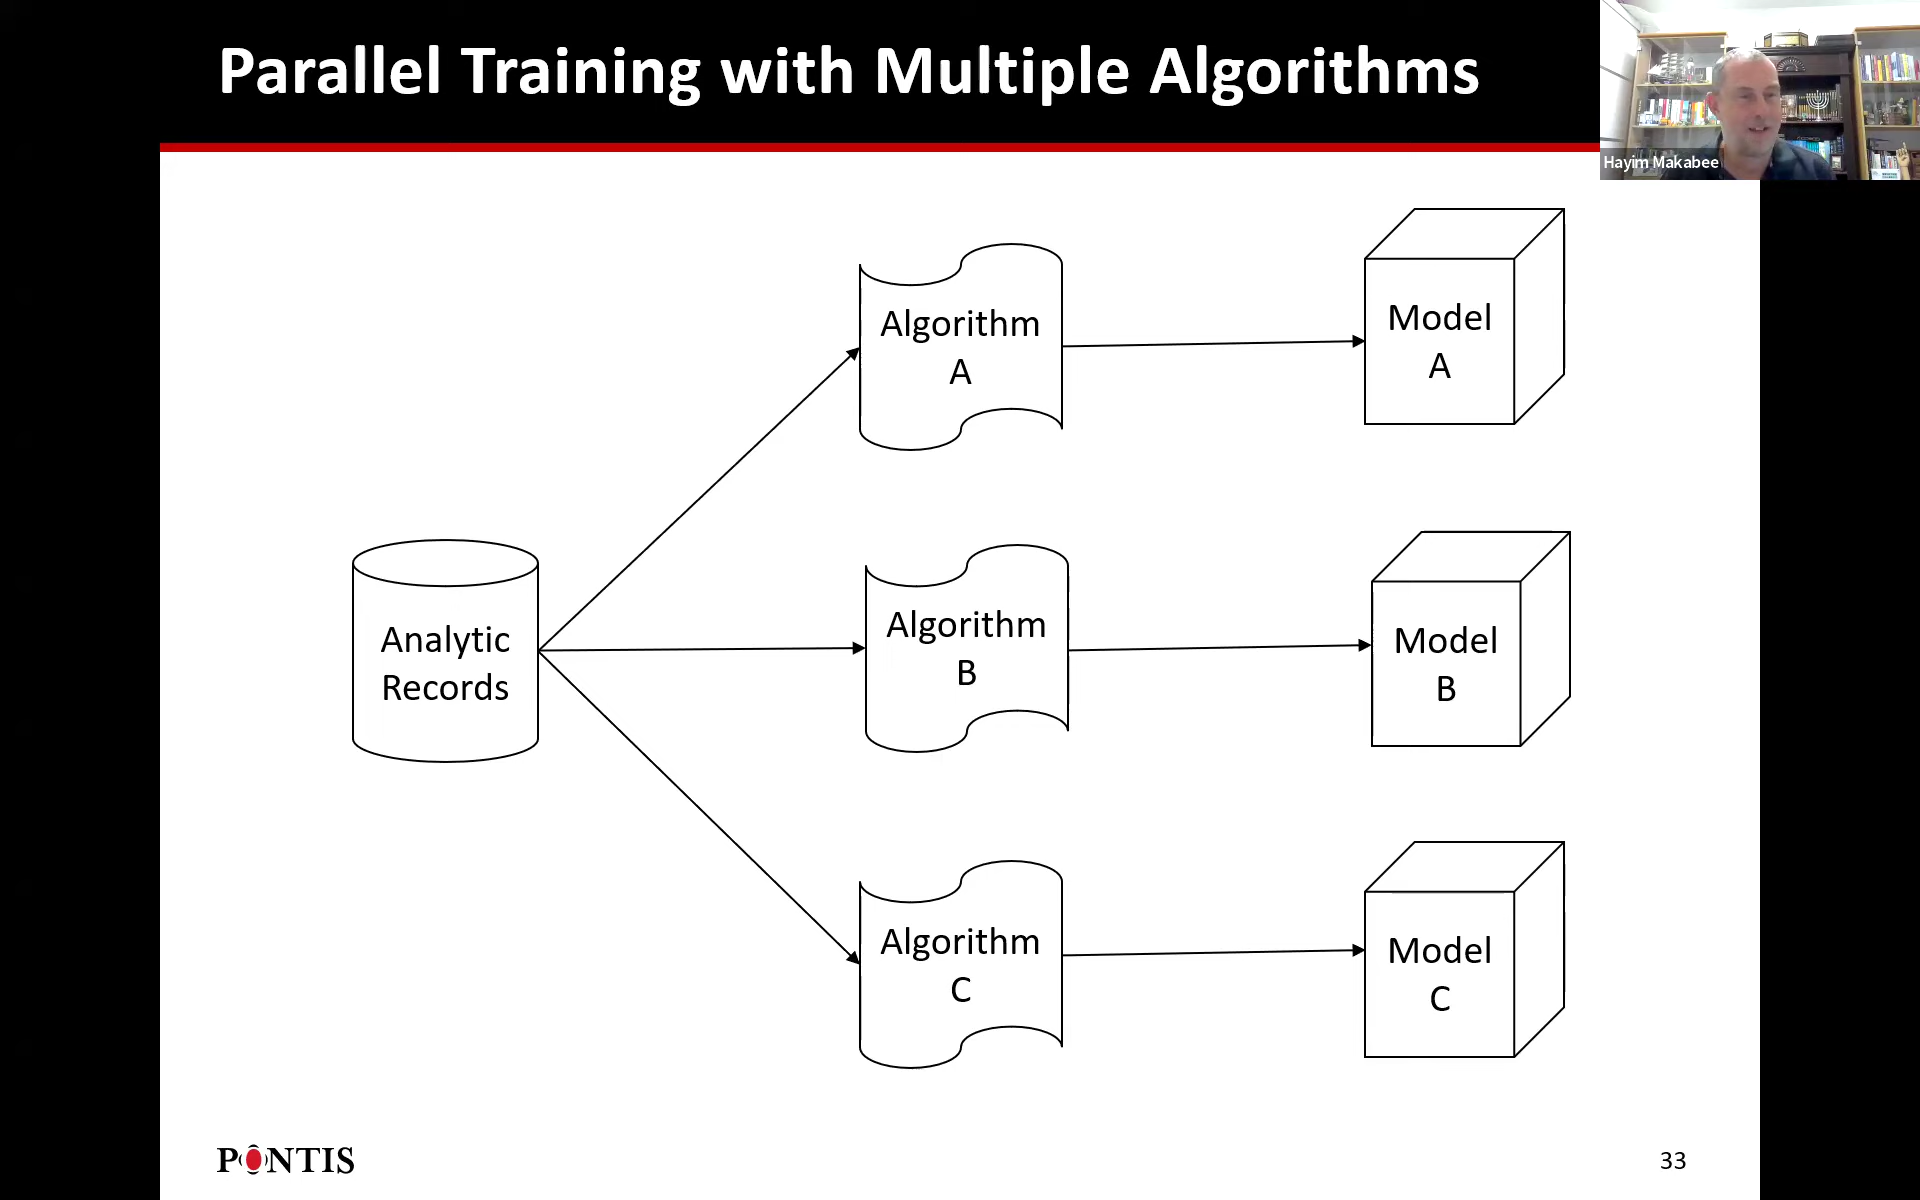 Parallel Training with Multiple Algorithms
Hayim Makabee
Algorithm
A
Model
A
Analytic
Records
Algorithm
B
Model
B
Algorithm
C
Model
C
PONTIS
33